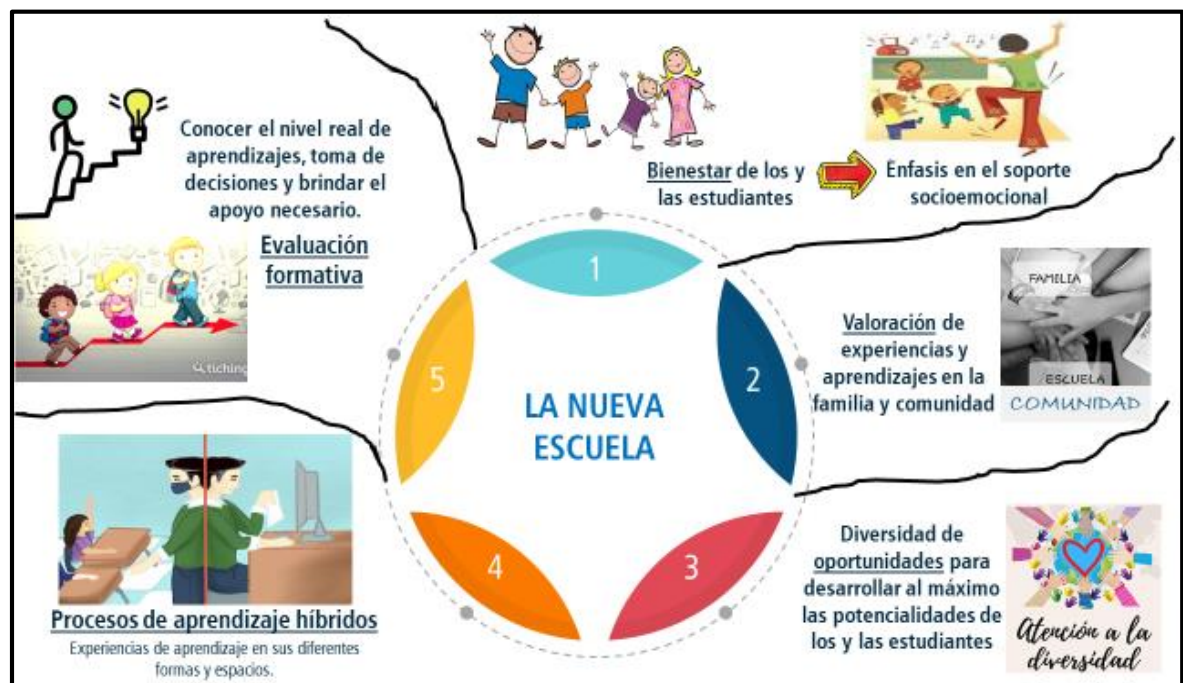 Conocer el nivel real de
aprendizajes, toma de
decisiones y brindar el
apoyo necesario.
Evaluación
formativa
tiching
Bienestar de los y
las estudiantes
Énfasis en el soporte
socioemocional
1
2
3
4
5
LA NUEVA
ESCUELA
Valoración de
experiencias y
aprendizajes en la
familia y comunidad
FAMILIA
ESCUELA
COMUNIDAD
Diversidad de
oportunidades para
desarrollar al máximo
las potencialidades de
los y las estudiantes
Atención a la
diversidad
Procesos de aprendizaje híbridos
Experiencias de aprendizaje en sus diferentes
formas y espacios.